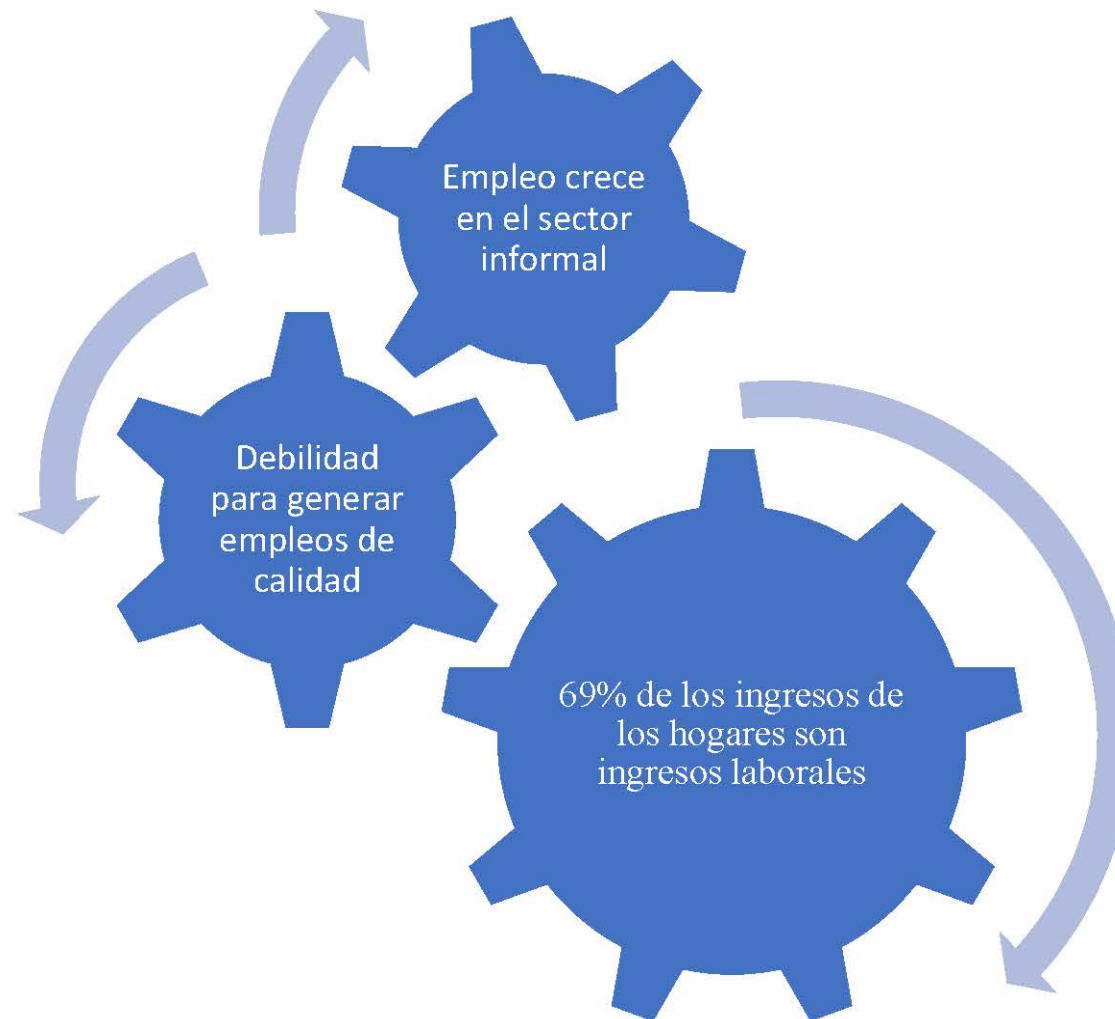 Empleo crece
en el sector
informal
Debilidad
para generar
empleos de
calidad
69% de los ingresos de
los hogares son
ingresos laborales